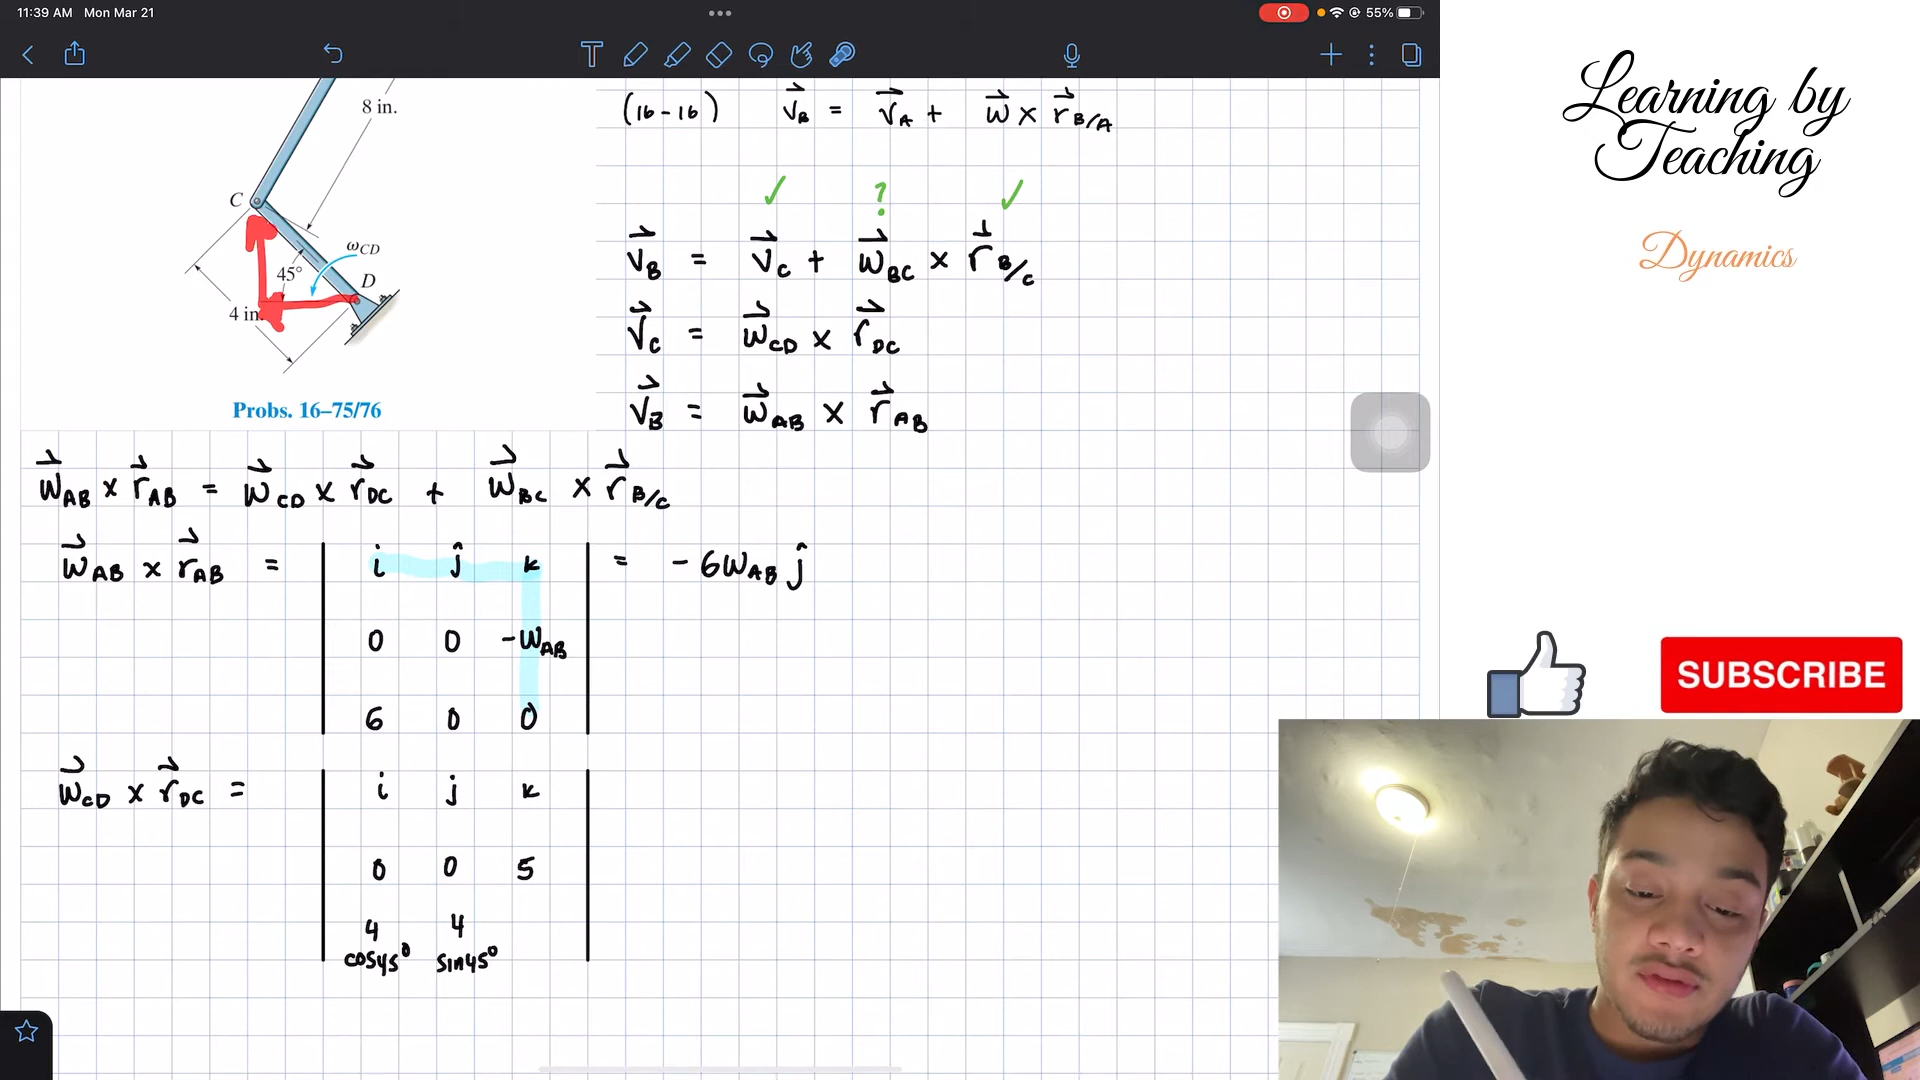 11:39 AM Mon Mar 21
55%
8 in.
C
ωCD
45°
D
4 in.
Probs. 16–75/76
(16-16) v⃗B = v⃗A + w⃗ × r⃗B/A
✓ ? ✓
v⃗B = v⃗C + w⃗BC × r⃗B/C
v⃗C = w⃗CD × r⃗DC
v⃗B = w⃗AB × r⃗AB
w⃗AB × r⃗AB = w⃗CD × r⃗DC + w⃗BC × r⃗B/C
w⃗AB × r⃗AB = | i ĵ k | = - 6wAB ĵ
0 0 -wAB
6 0 0
w⃗CD × r⃗DC = | i j k |
0 0 5
4 4
cos45° sin45°
Learning by
Teaching
Dynamics
SUBSCRIBE